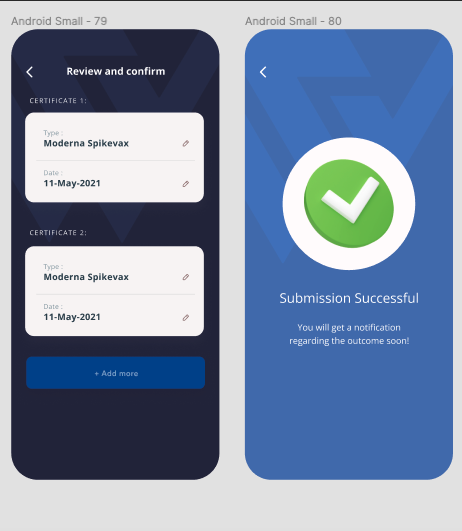 Android Small - 79
Review and confirm
CERTIFICATE 1:
Type :
Moderna Spikevax
Date :
11-May-2021
CERTIFICATE 2:
Type :
Moderna Spikevax
Date :
11-May-2021
+ Add more
Android Small - 80
Submission Successful
You will get a notification
regarding the outcome soon!